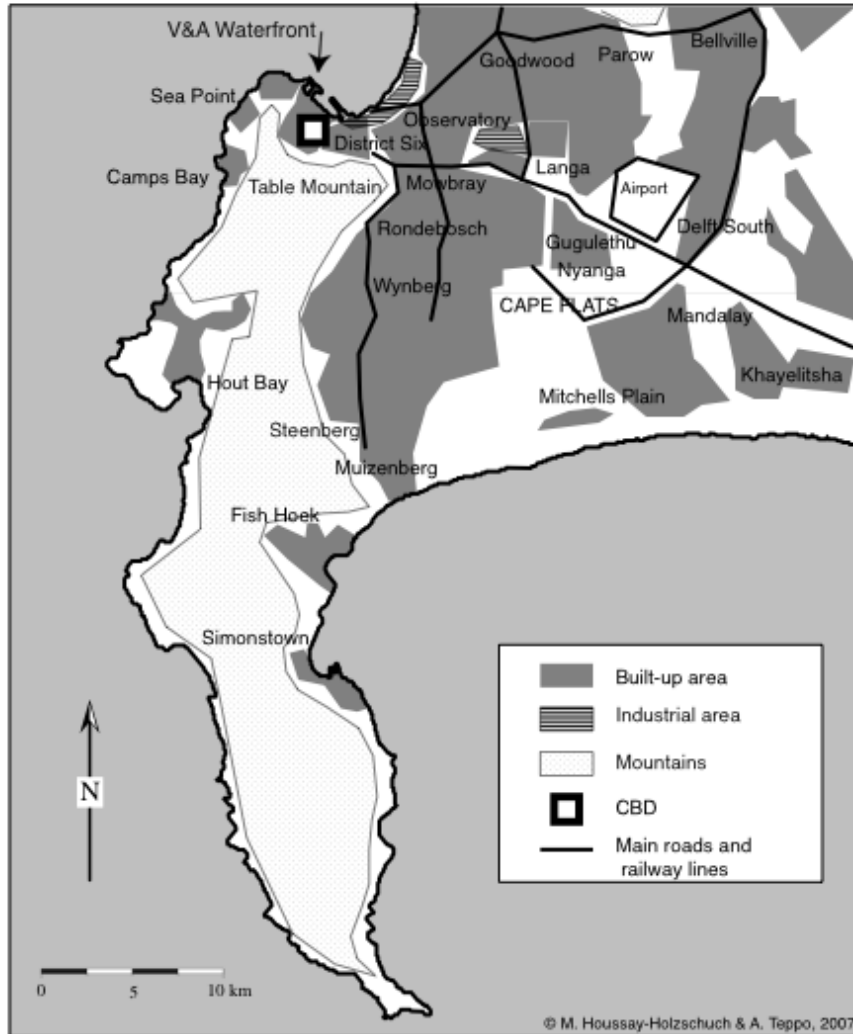 V&A Waterfront
Bellville
Parow
Goodwood
Sea Point
Observatory
District Six
Langa
Camps Bay
Table Mountain
Mowbray
Airport
Rondebosch
Delft South
Gugulethu
Nyanga
Wynberg
CAPE FLATS
Mandalay
Khayelitsha
Hout Bay
Mitchells Plain
Steenberg
Muizenberg
Fish Hoek
Simonstown
Built-up area
Industrial area
Mountains
CBD
Main roads and
railway lines
N
0 5 10 km
© M. Houssay-Holzschuch & A. Teppo, 2007